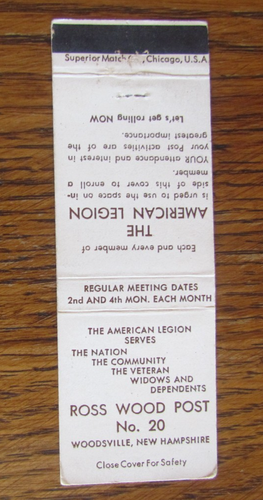 Superior Match Co., Chicago, U.S.A.
Each and every member of
THE
AMERICAN LEGION
is urged to use the space on in-
side of this cover to enroll a
member.
YOUR attendance and interest in
your Post activities are of the
greatest importance.
Let's get rolling NOW
REGULAR MEETING DATES
2nd AND 4th MON. EACH MONTH
THE AMERICAN LEGION
SERVES
THE NATION
THE COMMUNITY
THE VETERAN
WIDOWS AND
DEPENDENTS
ROSS WOOD POST
No. 20
WOODSVILLE, NEW HAMPSHIRE
Close Cover For Safety